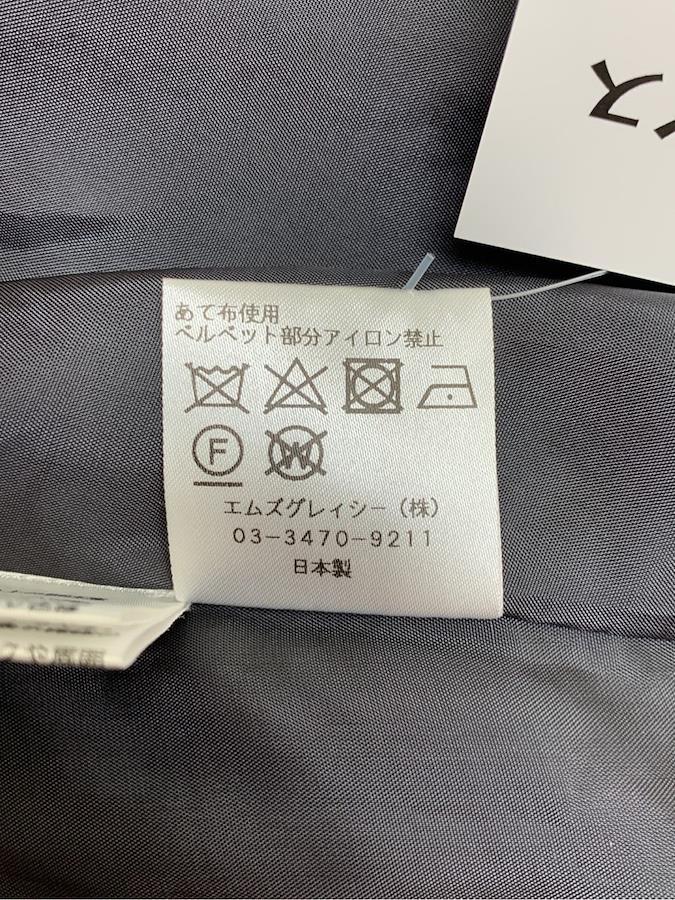 あて布使用
ベルベット部分アイロン禁止
F
W
エムズグレイシー(株)
03-3470-9211
日本製